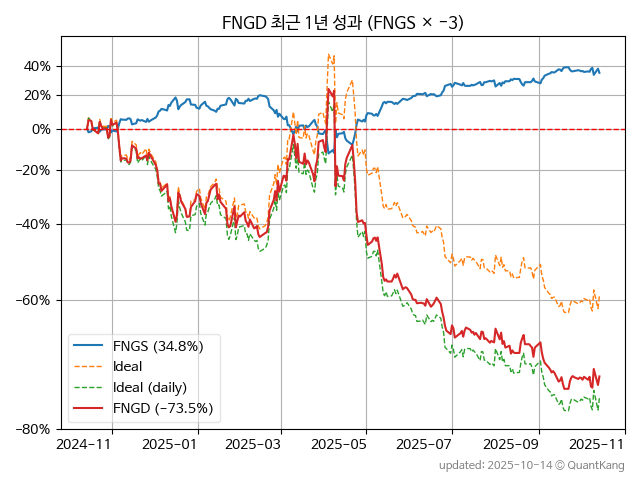 FNGD 최근 1년 성과 (FNGS × −3)
40%
20%
0%
−20%
−40%
−60%
−80%
FNGS (34.8%)
Ideal
Ideal (daily)
FNGD (−73.5%)
2024-11
2025-01
2025-03
2025-05
2025-07
2025-09
2025-11
updated: 2025-10-14 © QuantKang